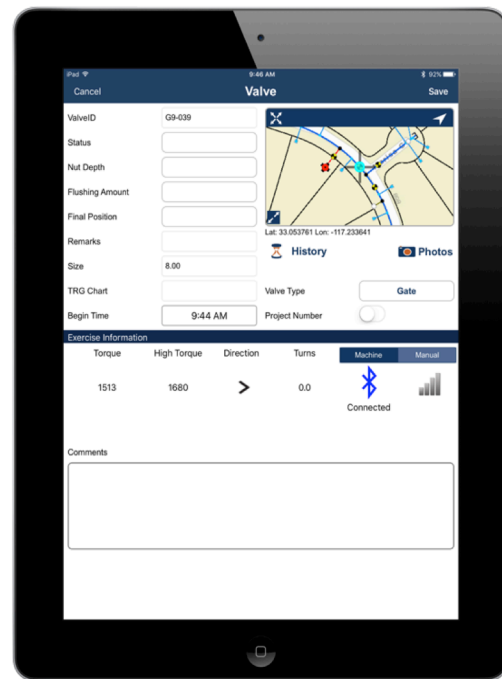 iPad 9:46 AM 92%
Cancel Valve Save
ValveID G9-039
Status
Nut Depth
Flushing Amount
Final Position
Remarks
Size 8.00
TRG Chart
Begin Time 9:44 AM
Lat: 33.053761 Lon: -117.233641
History Photos
Valve Type Gate
Project Number
Exercise Information
Torque High Torque Direction Turns Machine Manual
1513 1680 > 0.0
Connected
Comments